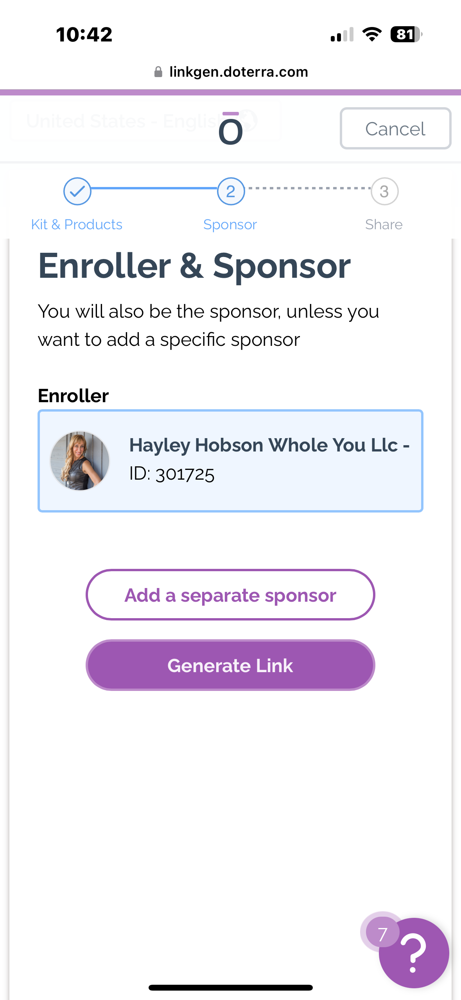 10:42
81
linkgen.doterra.com
United States - English
ō
Cancel
2
3
Kit & Products
Sponsor
Share
Enroller & Sponsor
You will also be the sponsor, unless you
want to add a specific sponsor
Enroller
Hayley Hobson Whole You Llc -
ID: 301725
Add a separate sponsor
Generate Link
7
?